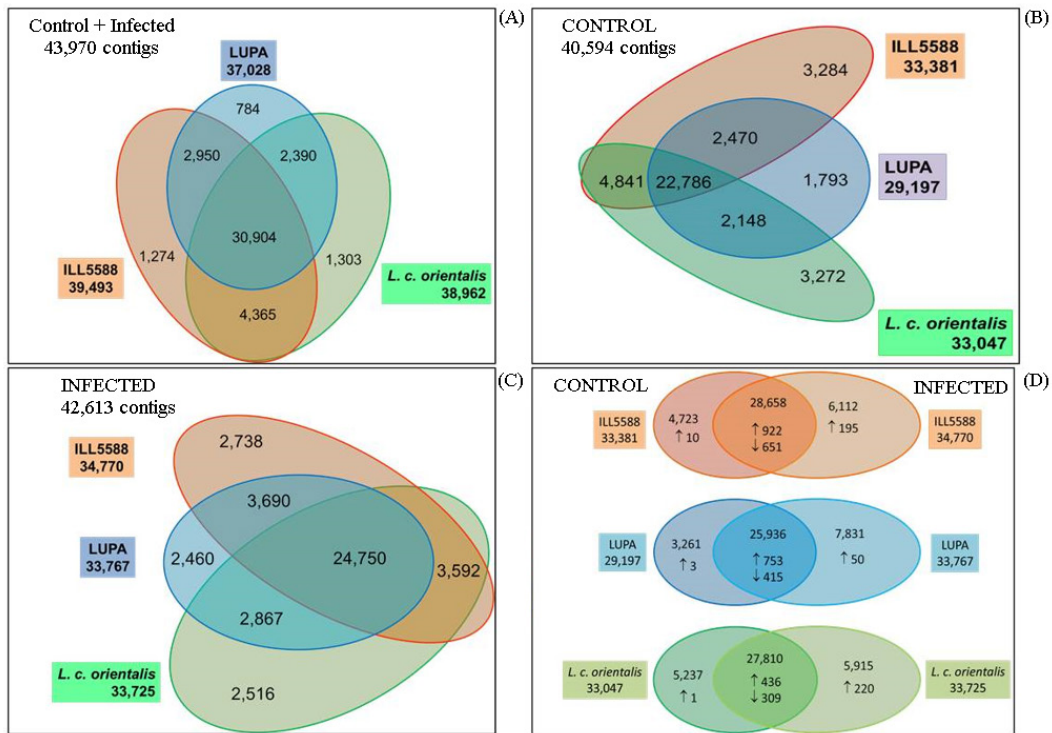 Control + Infected
43,970 contigs
(A)
LUPA
37,028
784
2,950
2,390
30,904
1,274
1,303
ILL5588
39,493
L. c. orientalis
38,962
4,365
CONTROL
40,594 contigs
(B)
ILL5588
33,381
3,284
2,470
4,841
22,786
1,793
LUPA
29,197
2,148
3,272
L. c. orientalis
33,047
INFECTED
42,613 contigs
(C)
2,738
ILL5588
34,770
3,690
LUPA
33,767
2,460
24,750
3,592
2,867
L. c. orientalis
33,725
2,516
CONTROL
INFECTED
(D)
ILL5588
33,381
4,723
↑ 10
28,658
↑ 922
↓ 651
6,112
↑ 195
ILL5588
34,770
LUPA
29,197
3,261
↑ 3
25,936
↑ 753
↓ 415
7,831
↑ 50
LUPA
33,767
L. c. orientalis
33,047
5,237
↑ 1
27,810
↑ 436
↓ 309
5,915
↑ 220
L. c. orientalis
33,725